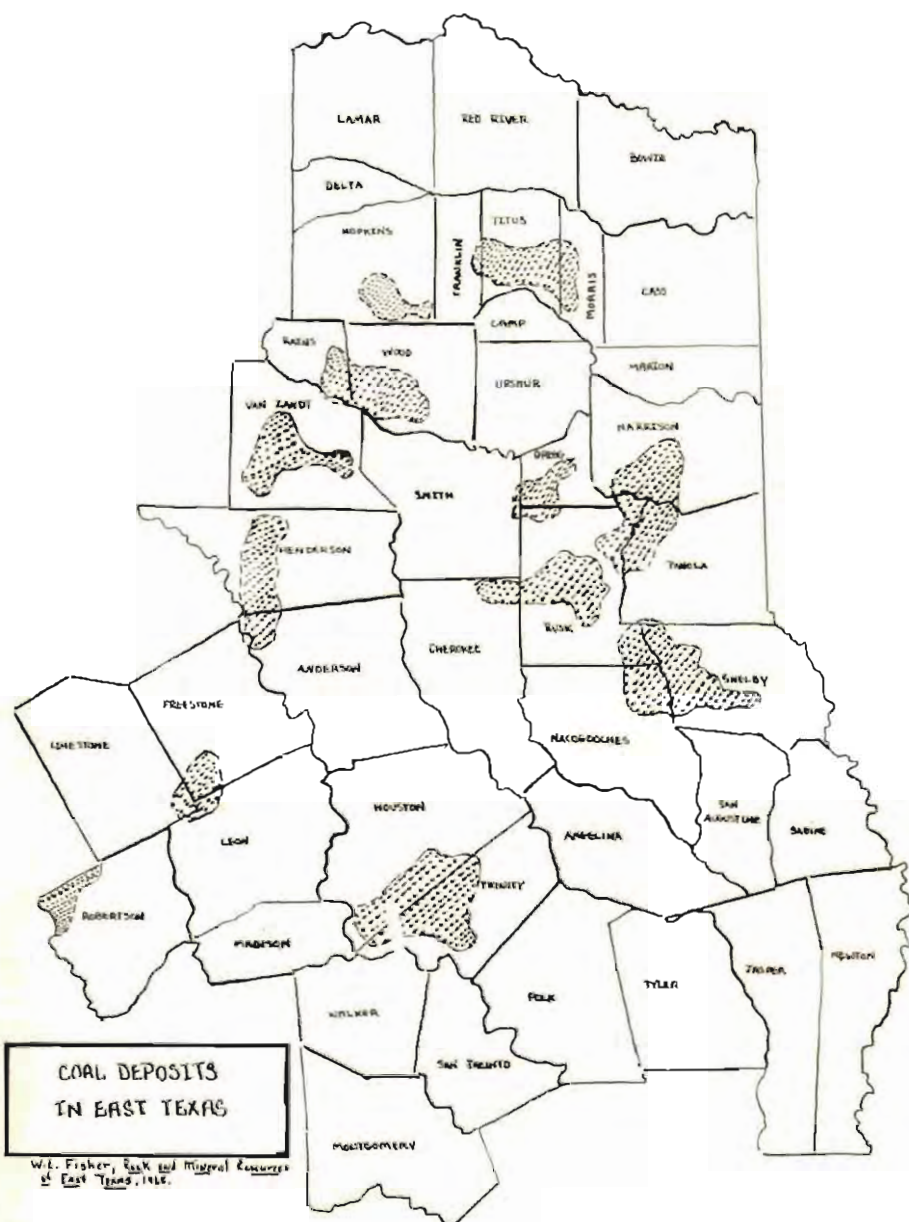 LAMAR
RED RIVER
BOWIE
DELTA
HOPKINS
FRANKLIN
TITUS
MORRIS
CASS
CAMP
RAINS
WOOD
UPSHUR
MARION
VAN ZANDT
HARRISON
GREGG
SMITH
HENDERSON
PANOLA
RUSK
CHEROKEE
ANDERSON
SHELBY
FREESTONE
LIMESTONE
NACOGDOCHES
HOUSTON
SAN
AUGUSTINE
SABINE
LEON
ANGELINA
TRINITY
ROBERTSON
MADISON
WALKER
POLK
TYLER
JASPER
NEWTON
SAN JACINTO
MONTGOMERY
COAL DEPOSITS
IN EAST TEXAS
W.L. Fisher, Rock and Mineral Resources
of East Texas,